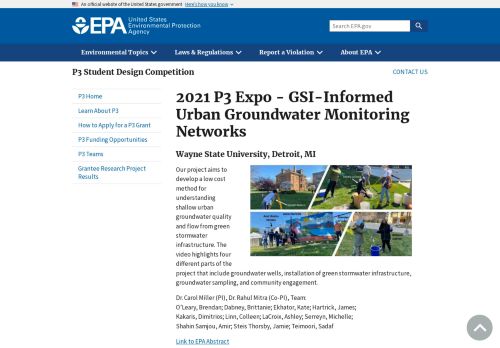 An official website of the United States government Here's how you know
EPA United States
Environmental Protection
Agency
Search EPA.gov
Environmental Topics
Laws & Regulations
Report a Violation
About EPA
P3 Student Design Competition
CONTACT US
P3 Home
Learn About P3
How to Apply for a P3 Grant
P3 Funding Opportunities
P3 Teams
Grantee Research Project
Results
2021 P3 Expo - GSI-Informed
Urban Groundwater Monitoring
Networks
Wayne State University, Detroit, MI
Our project aims to
develop a low cost
method for
understanding
shallow urban
groundwater quality
and flow from green
stormwater
infrastructure. The
video highlights four
different parts of the
project that include groundwater wells, installation of green stormwater infrastructure,
groundwater sampling, and community engagement.
Dr. Carol Miller (PI), Dr. Rahul Mitra (Co-PI), Team:
O'Leary, Brendan; Dabney, Brittanie; Ekhator, Kate; Hartrick, James;
Kakaris, Dimitrios; Linn, Colleen; LaCroix, Ashley; Serreyn, Michelle;
Shahin Samjou, Amir; Steis Thorsby, Jamie; Teimoori, Sadaf
Link to EPA Abstract